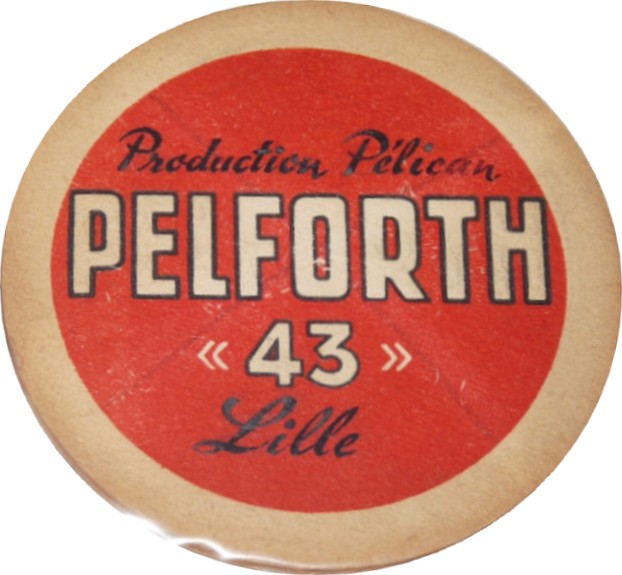 Production Pélican
PELFORTH
« 43 »
Lille